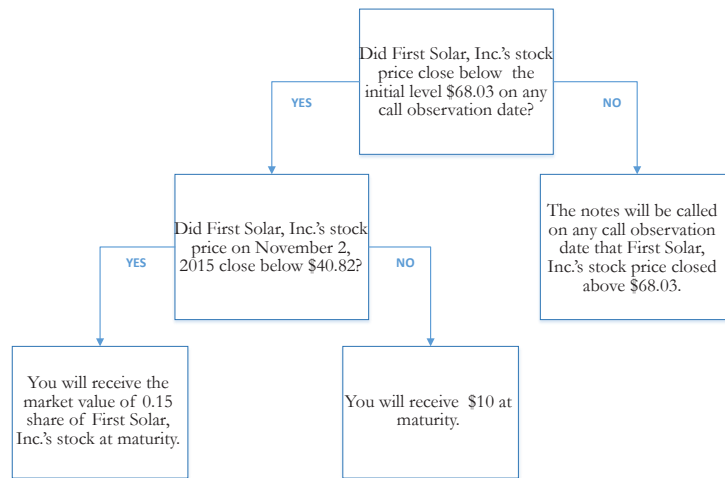 Did First Solar, Inc.'s stock
price close below the
initial level $68.03 on any
call observation date?
YES
NO
Did First Solar, Inc.'s stock
price on November 2,
2015 close below $40.82?
The notes will be called
on any call observation
date that First Solar,
Inc.'s stock price closed
above $68.03.
YES
NO
You will receive the
market value of 0.15
share of First Solar,
Inc.'s stock at maturity.
You will receive $10 at
maturity.